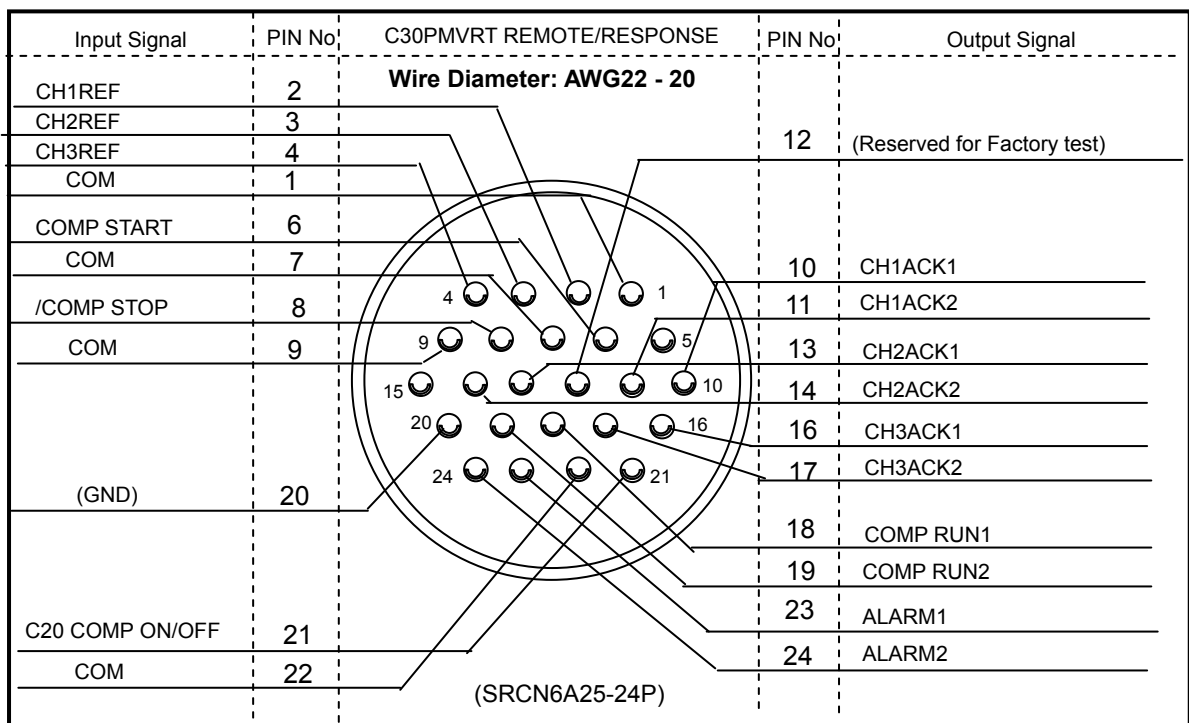 Input Signal PIN No C30PMVRT REMOTE/RESPONSE PIN No Output Signal
Wire Diameter: AWG22 - 20
CH1REF 2
CH2REF 3
CH3REF 4
COM 1
COMP START 6
COM 7
/COMP STOP 8
COM 9
(GND) 20
C20 COMP ON/OFF 21
COM 22
4 1
9 5
15 10
20 16
24 21
(SRCN6A25-24P)
12 (Reserved for Factory test)
10 CH1ACK1
11 CH1ACK2
13 CH2ACK1
14 CH2ACK2
16 CH3ACK1
17 CH3ACK2
18 COMP RUN1
19 COMP RUN2
23 ALARM1
24 ALARM2